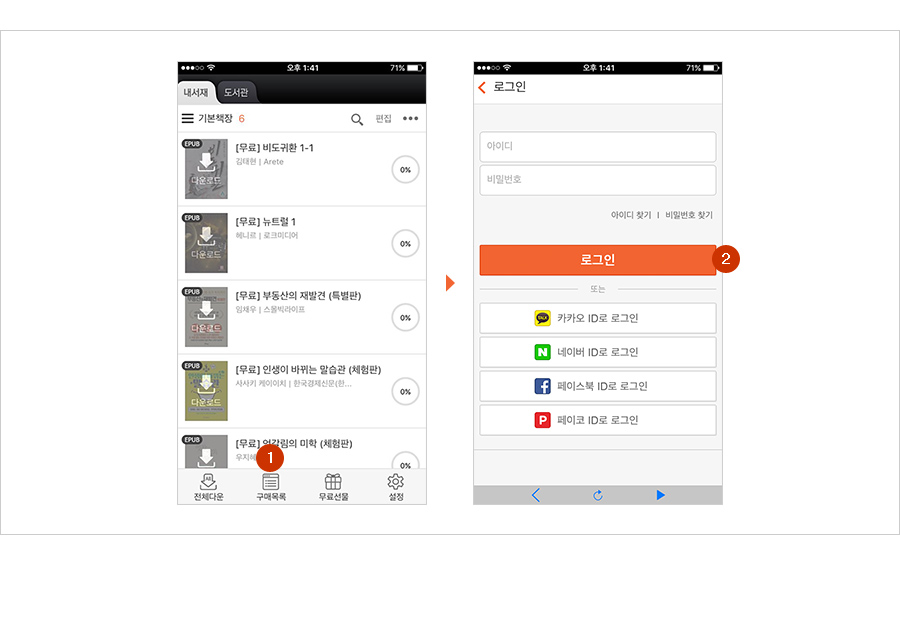 오후 1:41
71%
내서재
도서관
기본책장 6
편집
EPUB
다운로드
[무료] 비도귀환 1-1
김태현 | Arete
0%
EPUB
다운로드
[무료] 뉴트럴 1
헤니르 | 로크미디어
0%
EPUB
다운로드
[무료] 부동산의 재발견 (특별판)
임채우 | 스몰빅라이프
0%
EPUB
다운로드
[무료] 인생이 바뀌는 말습관 (체험판)
사사키 케이이치 | 한국경제신문(한...
0%
EPUB
[무료] 엇갈림의 미학 (체험판)
0%
1
전체다운
구매목록
무료선물
설정
오후 1:41
71%
로그인
아이디
비밀번호
아이디 찾기 | 비밀번호 찾기
로그인
2
또는
TALK
카카오 ID로 로그인
N
네이버 ID로 로그인
f
페이스북 ID로 로그인
P
페이코 ID로 로그인